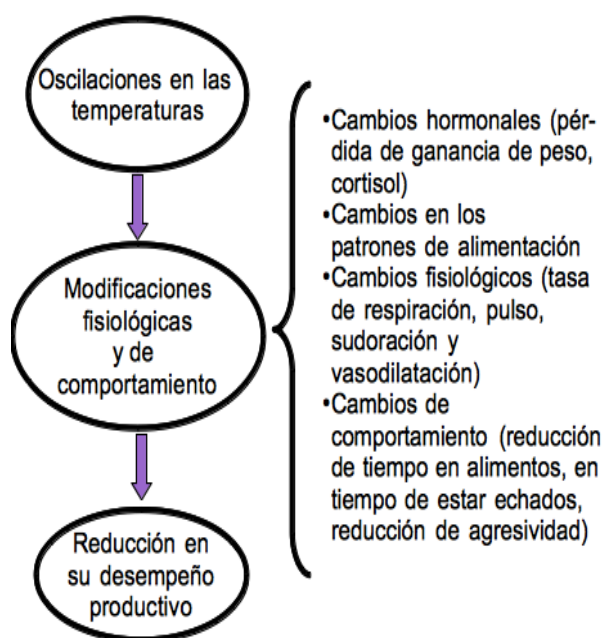 Oscilaciones en las
temperaturas
Modificaciones
fisiológicas
y de
comportamiento
Reducción en
su desempeño
productivo
•Cambios hormonales (pér-
dida de ganancia de peso,
cortisol)
•Cambios en los
patrones de alimentación
•Cambios fisiológicos (tasa
de respiración, pulso,
sudoración y
vasodilatación)
•Cambios de
comportamiento (reducción
de tiempo en alimentos, en
tiempo de estar echados,
reducción de agresividad)